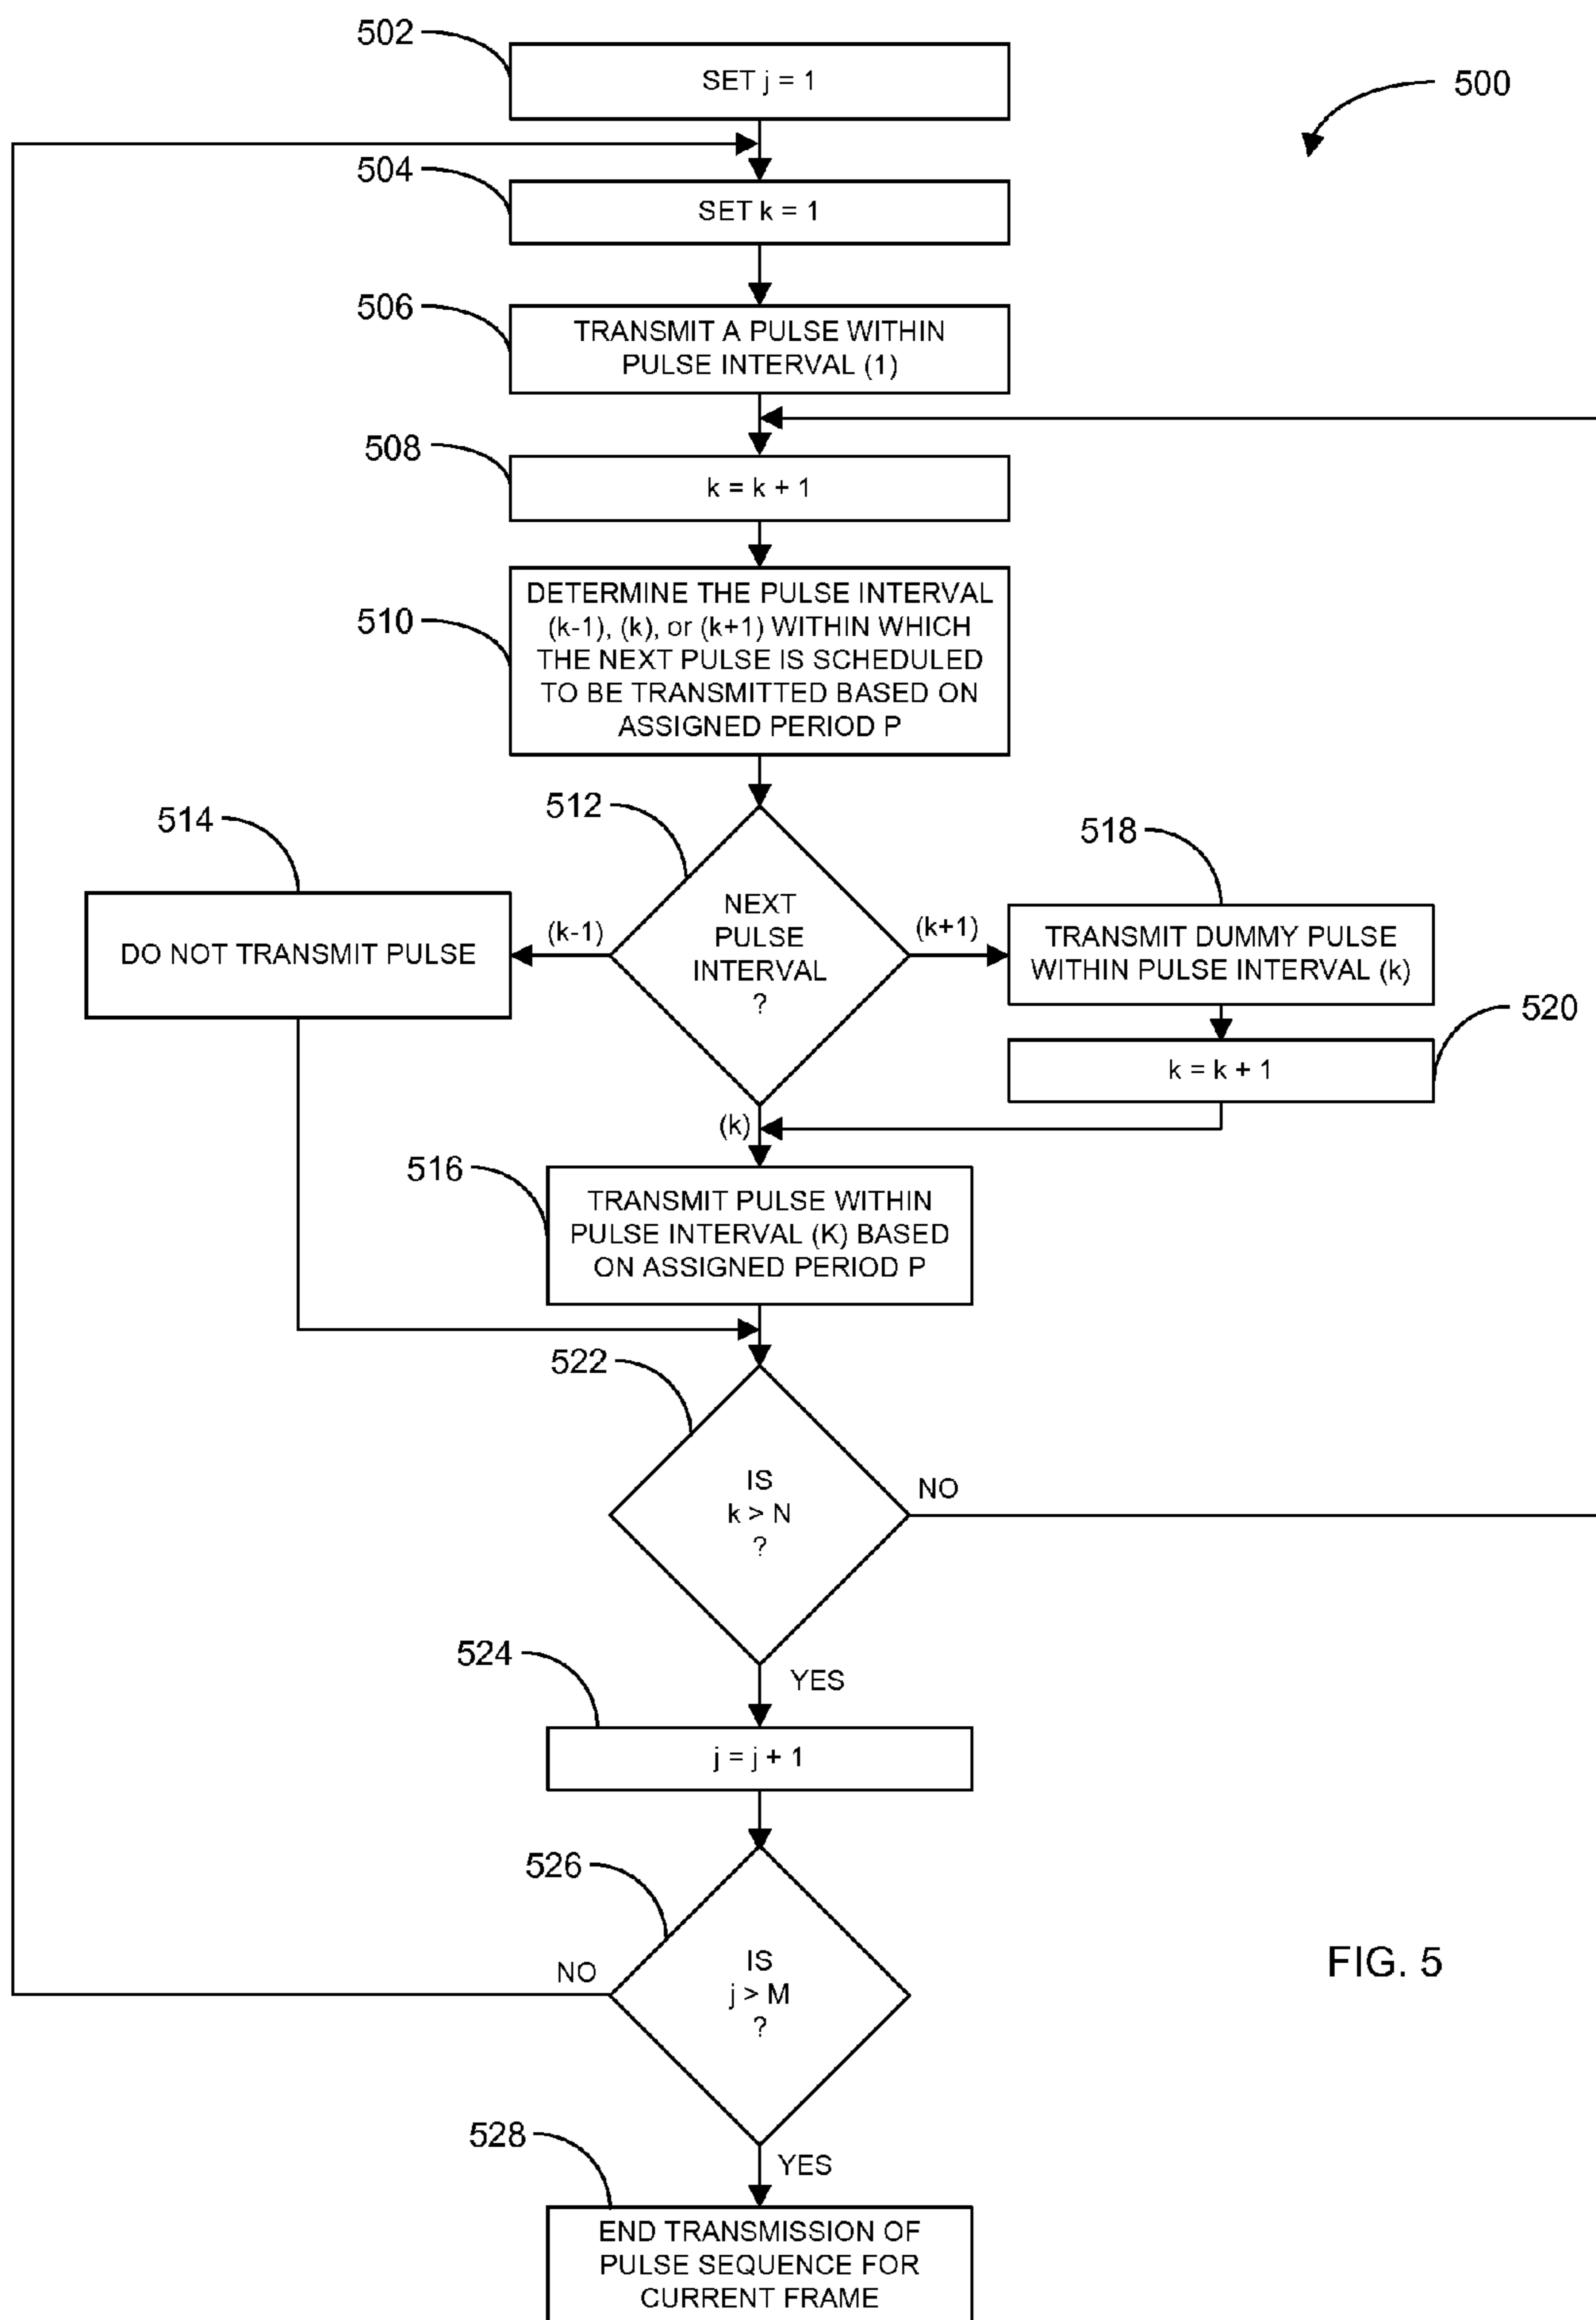 502
SET j = 1
500
504
SET k = 1
506
TRANSMIT A PULSE WITHIN
PULSE INTERVAL (1)
508
k = k + 1
510
DETERMINE THE PULSE INTERVAL
(k-1), (k), or (k+1) WITHIN WHICH
THE NEXT PULSE IS SCHEDULED
TO BE TRANSMITTED BASED ON
ASSIGNED PERIOD P
512
514
518
NEXT
PULSE
INTERVAL
?
(k-1)
(k+1)
DO NOT TRANSMIT PULSE
TRANSMIT DUMMY PULSE
WITHIN PULSE INTERVAL (k)
520
k = k + 1
(k)
516
TRANSMIT PULSE WITHIN
PULSE INTERVAL (K) BASED
ON ASSIGNED PERIOD P
522
IS
k > N
?
NO
YES
524
j = j + 1
526
IS
j > M
?
NO
FIG. 5
YES
528
END TRANSMISSION OF
PULSE SEQUENCE FOR
CURRENT FRAME